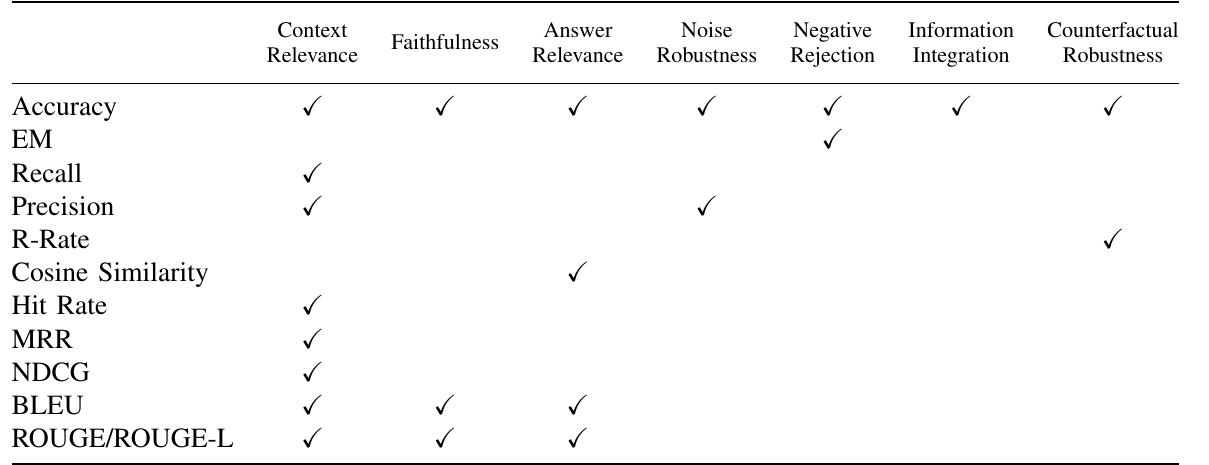 Context Relevance Faithfulness Answer Relevance Noise Robustness Negative Rejection Information Integration Counterfactual Robustness
Accuracy ✓ ✓ ✓ ✓ ✓ ✓ ✓
EM ✓
Recall ✓
Precision ✓ ✓
R-Rate ✓
Cosine Similarity ✓
Hit Rate ✓
MRR ✓
NDCG ✓
BLEU ✓ ✓ ✓
ROUGE/ROUGE-L ✓ ✓ ✓